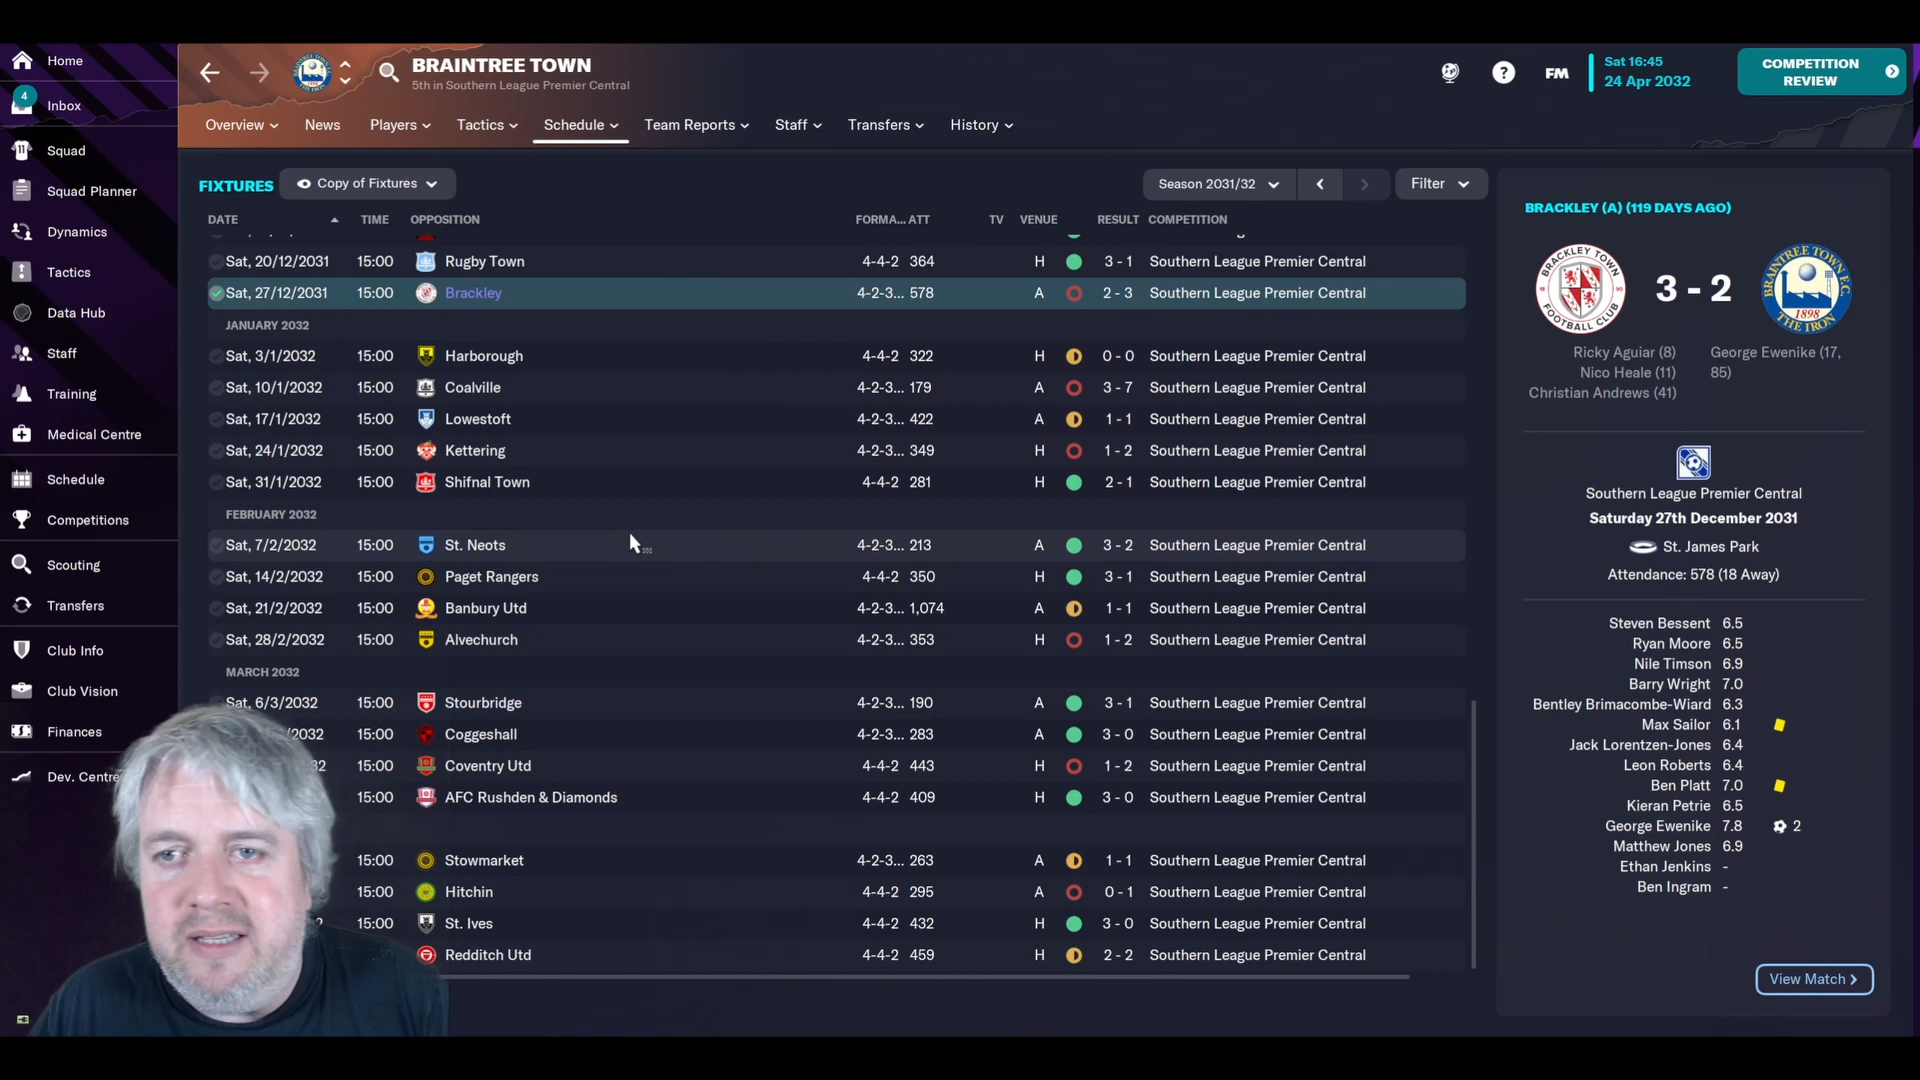 Home
4
Inbox
Squad
Squad Planner
Dynamics
Tactics
Data Hub
Staff
Training
Medical Centre
Schedule
Competitions
Scouting
Transfers
Club Info
Club Vision
Finances
Dev. Centre
BRAINTREE TOWN
5th in Southern League Premier Central
FM
Sat 16:45
24 Apr 2032
COMPETITION
REVIEW
Overview News Players Tactics Schedule Team Reports Staff Transfers History
FIXTURES Copy of Fixtures Season 2031/32 Filter
DATE TIME OPPOSITION FORMA... ATT TV VENUE RESULT COMPETITION
Sat, 20/12/2031 15:00 Rugby Town 4-4-2 364 H 3 - 1 Southern League Premier Central
Sat, 27/12/2031 15:00 Brackley 4-2-3... 578 A 2 - 3 Southern League Premier Central
JANUARY 2032
Sat, 3/1/2032 15:00 Harborough 4-4-2 322 H 0 - 0 Southern League Premier Central
Sat, 10/1/2032 15:00 Coalville 4-2-3... 179 A 3 - 7 Southern League Premier Central
Sat, 17/1/2032 15:00 Lowestoft 4-2-3... 422 A 1 - 1 Southern League Premier Central
Sat, 24/1/2032 15:00 Kettering 4-2-3... 349 H 1 - 2 Southern League Premier Central
Sat, 31/1/2032 15:00 Shifnal Town 4-4-2 281 H 2 - 1 Southern League Premier Central
FEBRUARY 2032
Sat, 7/2/2032 15:00 St. Neots 4-2-3... 213 A 3 - 2 Southern League Premier Central
Sat, 14/2/2032 15:00 Paget Rangers 4-4-2 350 H 3 - 1 Southern League Premier Central
Sat, 21/2/2032 15:00 Banbury Utd 4-2-3... 1,074 A 1 - 1 Southern League Premier Central
Sat, 28/2/2032 15:00 Alvechurch 4-2-3... 353 H 1 - 2 Southern League Premier Central
MARCH 2032
Sat, 6/3/2032 15:00 Stourbridge 4-2-3... 190 A 3 - 1 Southern League Premier Central
/2032 15:00 Coggeshall 4-2-3... 283 A 3 - 0 Southern League Premier Central
32 15:00 Coventry Utd 4-4-2 443 H 1 - 2 Southern League Premier Central
15:00 AFC Rushden & Diamonds 4-4-2 409 H 3 - 0 Southern League Premier Central
15:00 Stowmarket 4-2-3... 263 A 1 - 1 Southern League Premier Central
15:00 Hitchin 4-4-2 295 A 0 - 1 Southern League Premier Central
2 15:00 St. Ives 4-4-2 432 H 3 - 0 Southern League Premier Central
Redditch Utd 4-4-2 459 H 2 - 2 Southern League Premier Central
BRACKLEY (A) (119 DAYS AGO)
BRACKLEY TOWN
FOOTBALL CLUB
3 - 2
BRAINTREE TOWN F.C.
1898
THE IRON
Ricky Aguiar (8)
Nico Heale (11)
Christian Andrews (41)
George Ewenike (17,
85)
Southern League Premier Central
Saturday 27th December 2031
St. James Park
Attendance: 578 (18 Away)
Steven Bessent 6.5
Ryan Moore 6.5
Nile Timson 6.9
Barry Wright 7.0
Bentley Brimacombe-Wiard 6.3
Max Sailor 6.1
Jack Lorentzen-Jones 6.4
Leon Roberts 6.4
Ben Platt 7.0
Kieran Petrie 6.5
George Ewenike 7.8 2
Matthew Jones 6.9
Ethan Jenkins -
Ben Ingram -
View Match